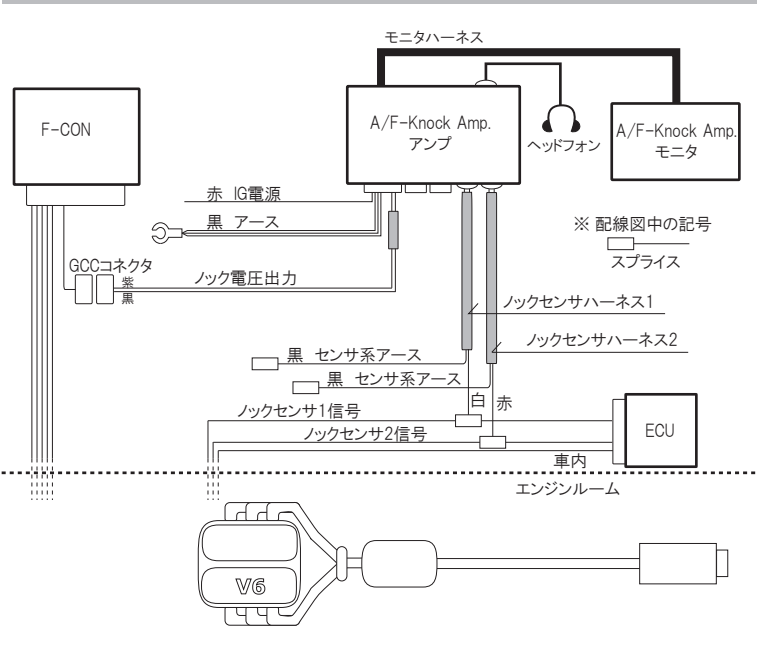 モニタハーネス
F-CON
A/F-Knock Amp.
アンプ
ヘッドフォン
A/F-Knock Amp.
モニタ
赤 IG電源
黒 アース
※ 配線図中の記号
スプライス
GCCコネクタ
紫
黒
ノック電圧出力
ノックセンサハーネス1
ノックセンサハーネス2
黒 センサ系アース
黒 センサ系アース
白
赤
ノックセンサ1信号
ノックセンサ2信号
ECU
車内
エンジンルーム
V6